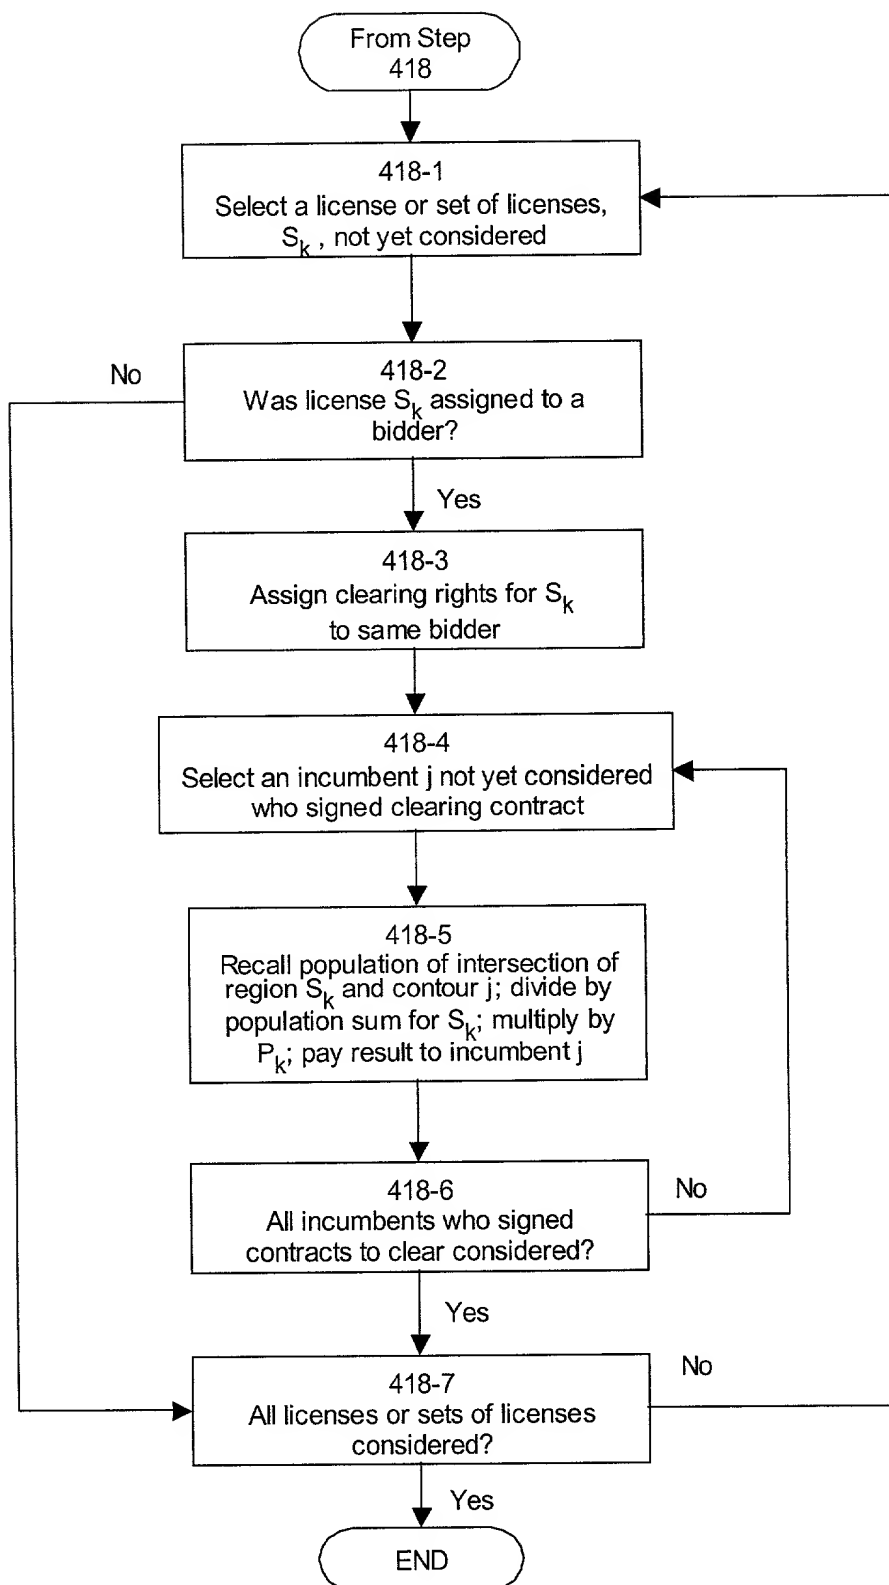 From Step
418
418-1
Select a license or set of licenses,
Sk , not yet considered
No
418-2
Was license Sk assigned to a
bidder?
Yes
418-3
Assign clearing rights for Sk
to same bidder
418-4
Select an incumbent j not yet considered
who signed clearing contract
418-5
Recall population of intersection of
region Sk and contour j; divide by
population sum for Sk; multiply by
Pk; pay result to incumbent j
418-6
All incumbents who signed
contracts to clear considered?
No
Yes
418-7
All licenses or sets of licenses
considered?
No
Yes
END